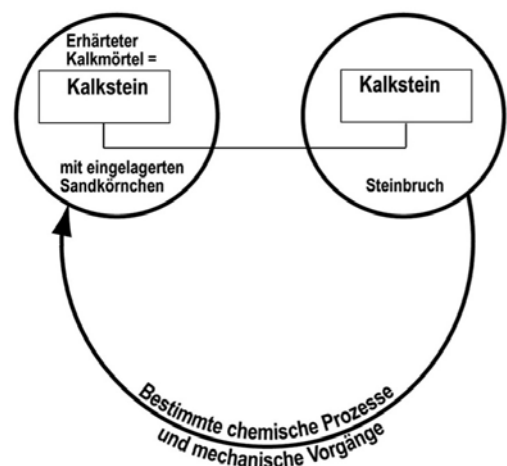 Erhärteter
Kalkmörtel =
Kalkstein
mit eingelagerten
Sandkörnchen
Kalkstein
Steinbruch
Bestimmte chemische Prozesse
und mechanische Vorgänge